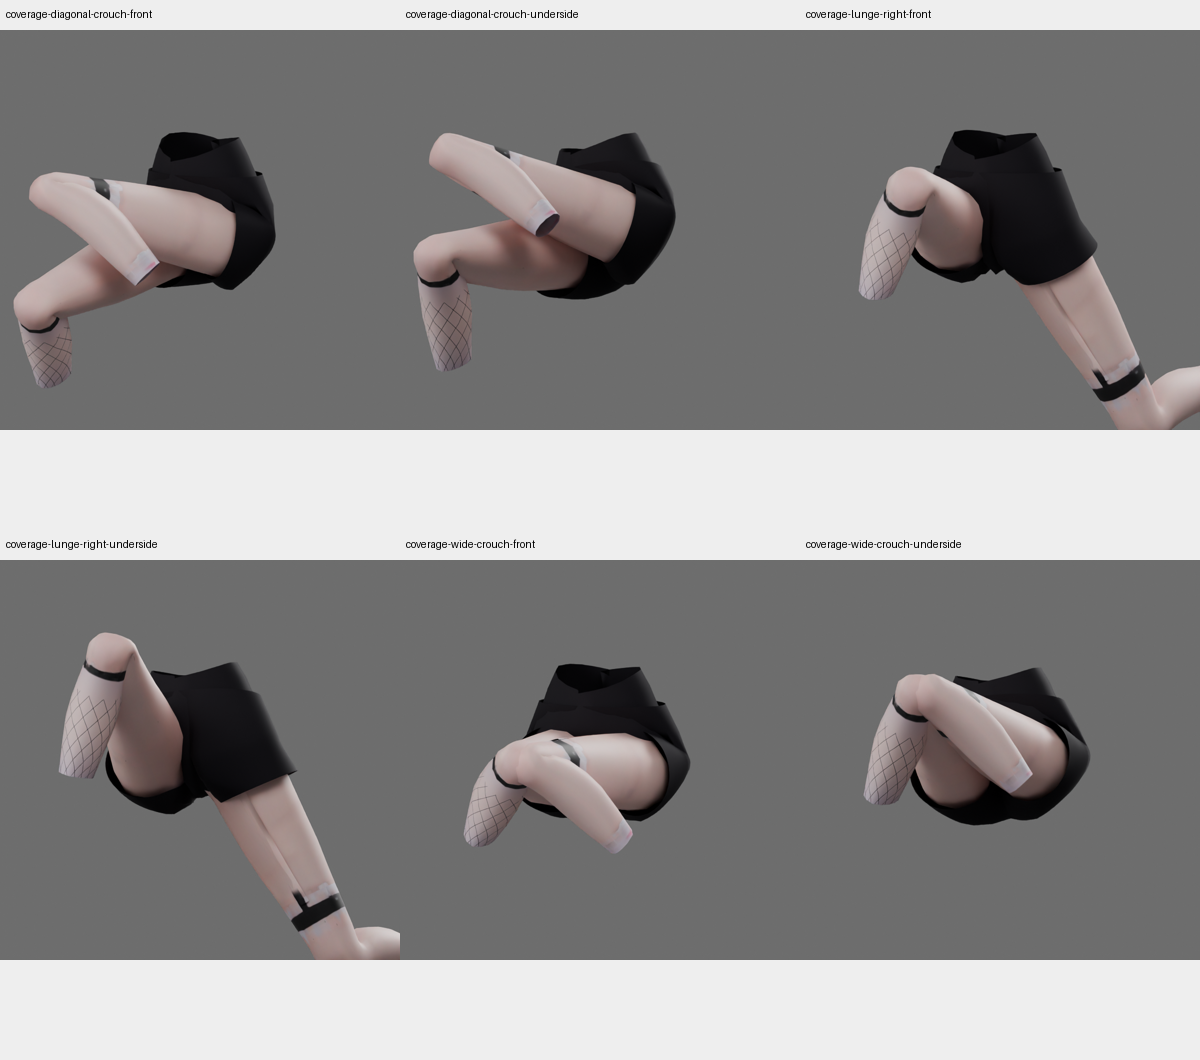 coverage-diagonal-crouch-front
coverage-diagonal-crouch-underside
coverage-lunge-right-front
coverage-lunge-right-underside
coverage-wide-crouch-front
coverage-wide-crouch-underside